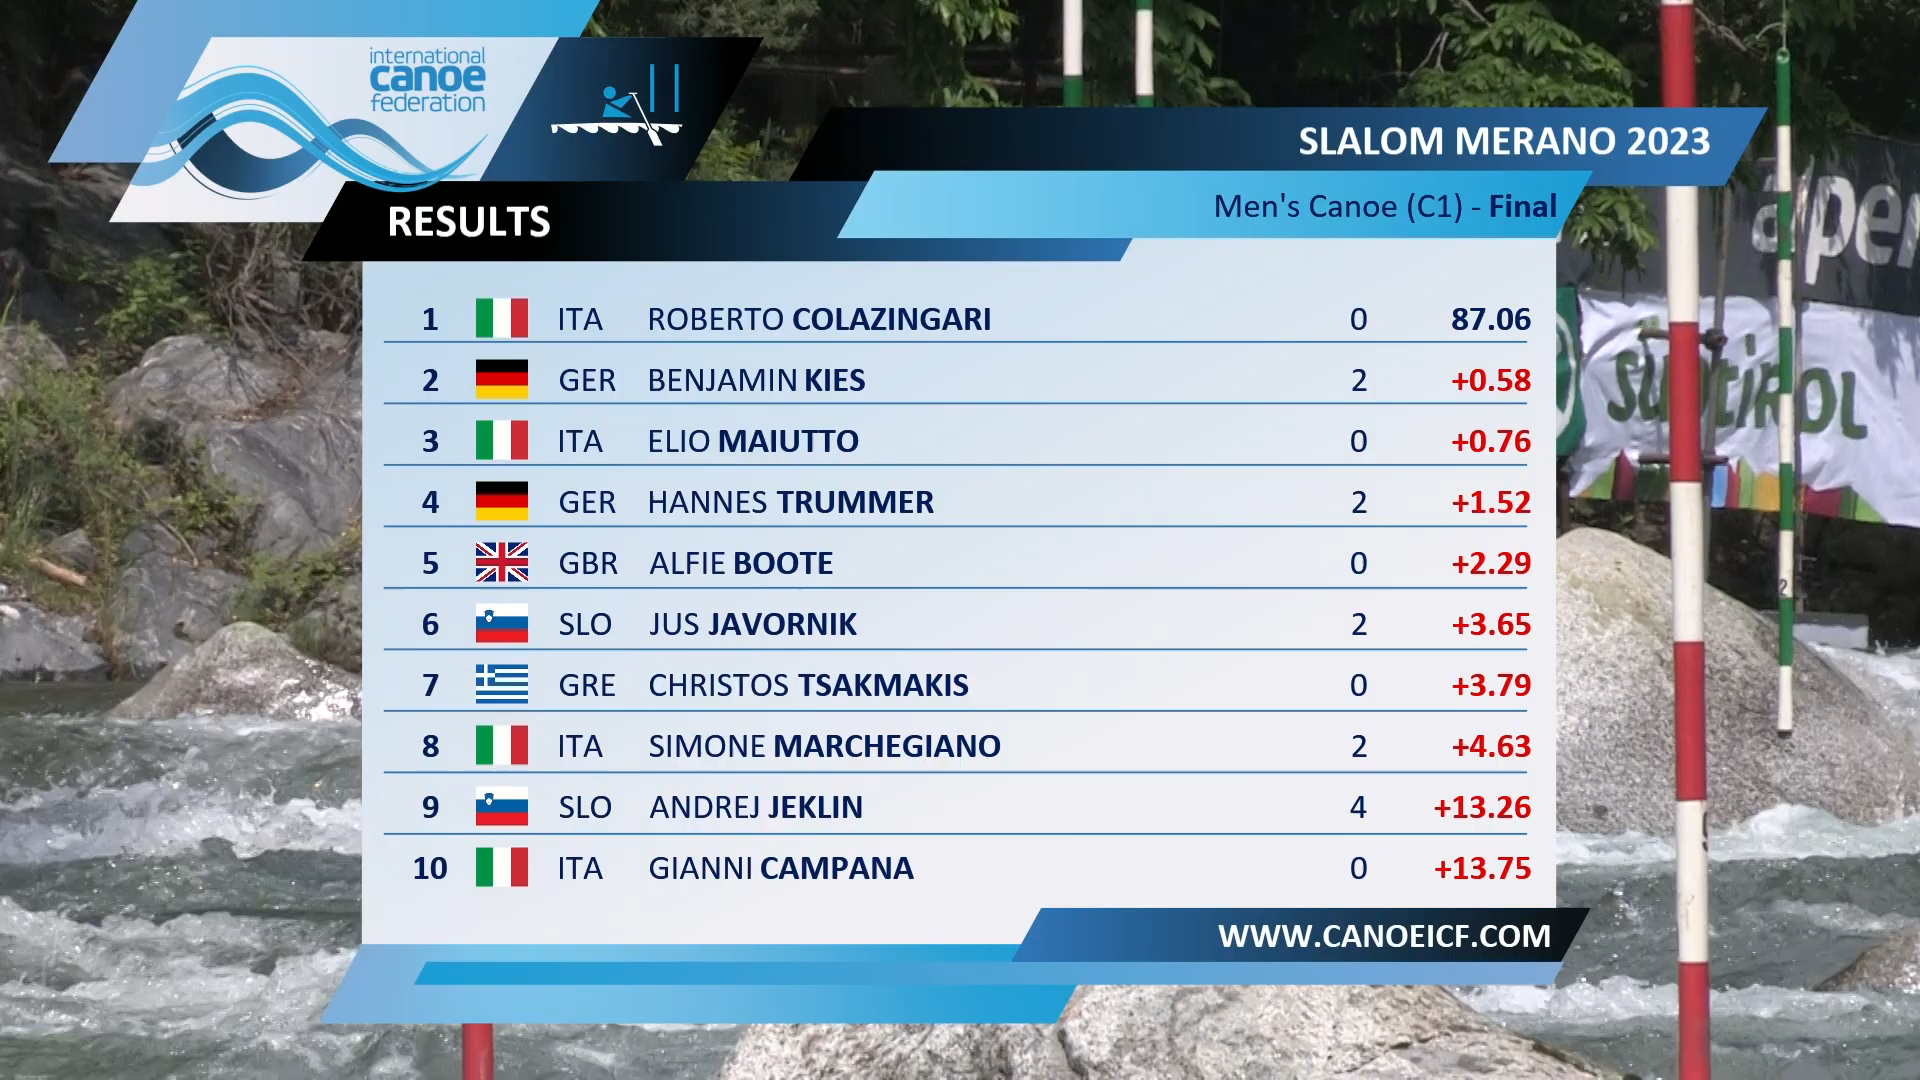 international
canoe
federation
SLALOM MERANO 2023
Men's Canoe (C1) - Final
RESULTS
1 ITA ROBERTO COLAZINGARI 0 87.06
2 GER BENJAMIN KIES 2 +0.58
3 ITA ELIO MAIUTTO 0 +0.76
4 GER HANNES TRUMMER 2 +1.52
5 GBR ALFIE BOOTE 0 +2.29
6 SLO JUS JAVORNIK 2 +3.65
7 GRE CHRISTOS TSAKMAKIS 0 +3.79
8 ITA SIMONE MARCHEGIANO 2 +4.63
9 SLO ANDREJ JEKLIN 4 +13.26
10 ITA GIANNI CAMPANA 0 +13.75
WWW.CANOEICF.COM
SÜDTIROL
2